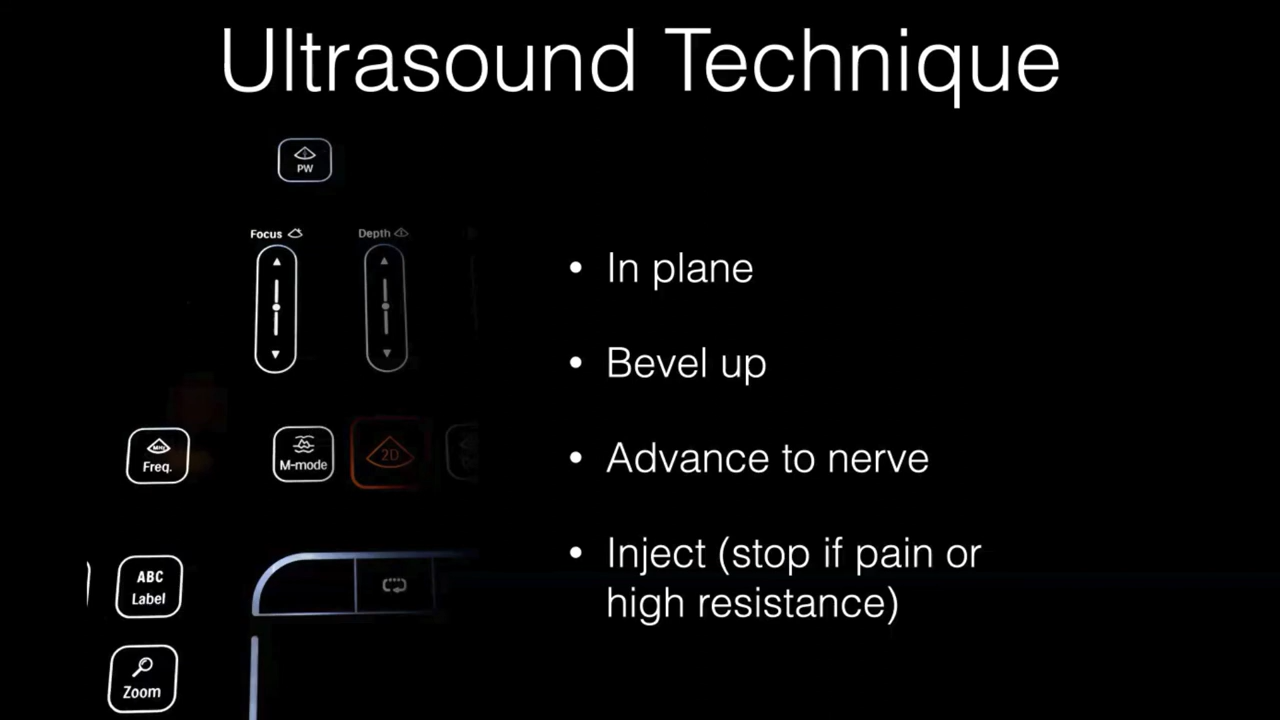 Ultrasound Technique
PW
Focus
Depth
• In plane
• Bevel up
MHz
Freq.
M-mode
2D
• Advance to nerve
• Inject (stop if pain or
high resistance)
ABC
Label
Zoom